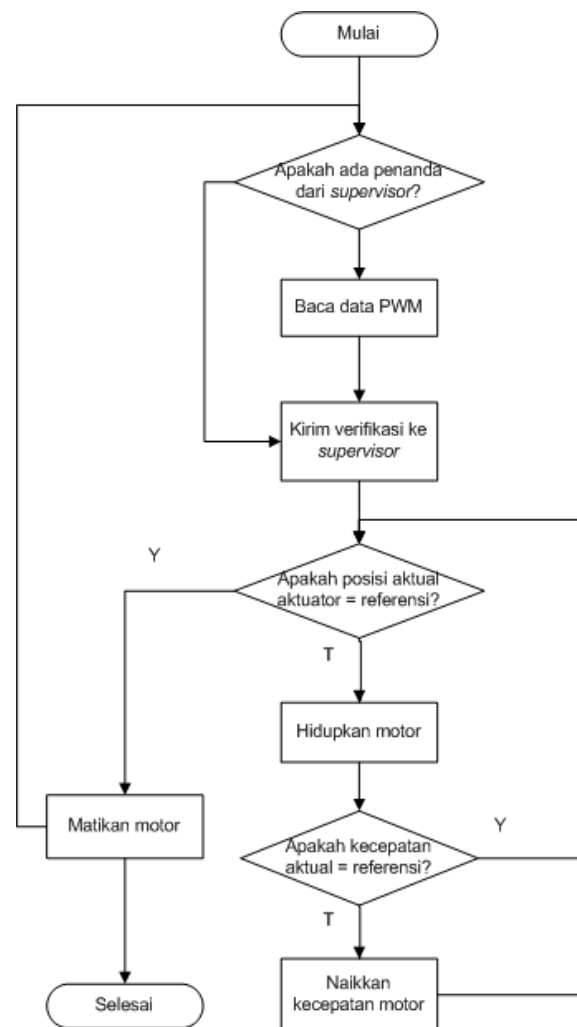 Mulai
Apakah ada penanda
dari supervisor?
Baca data PWM
Kirim verifikasi ke
supervisor
Y
Apakah posisi aktual
aktuator = referensi?
T
Hidupkan motor
Matikan motor
Apakah kecepatan
aktual = referensi?
Y
T
Selesai
Naikkan
kecepatan motor